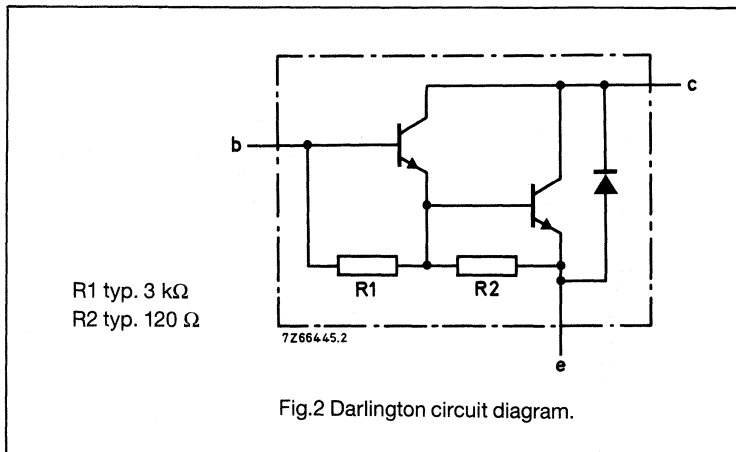 c
b
R1
R2
R1 typ. 3 kΩ
R2 typ. 120 Ω
7Z66445.2
e
Fig.2 Darlington circuit diagram.